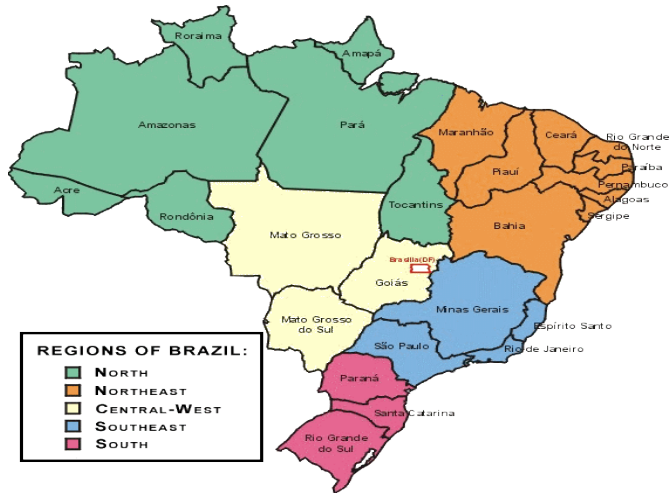 Roraima
Amapá
Amazonas
Pará
Maranhão
Ceará
Rio Grande
do Norte
Piauí
Paraíba
Pernambuco
Acre
Alagoas
Tocantins
Rondônia
Sergipe
Bahia
Mato Grosso
Brasília(DF)
Goiás
Minas Gerais
Mato Grosso
do Sul
Espírito Santo
São Paulo
Rio de Janeiro
Paraná
Santa Catarina
Rio Grande
do Sul
REGIONS OF BRAZIL:
NORTH
NORTHEAST
CENTRAL-WEST
SOUTHEAST
SOUTH